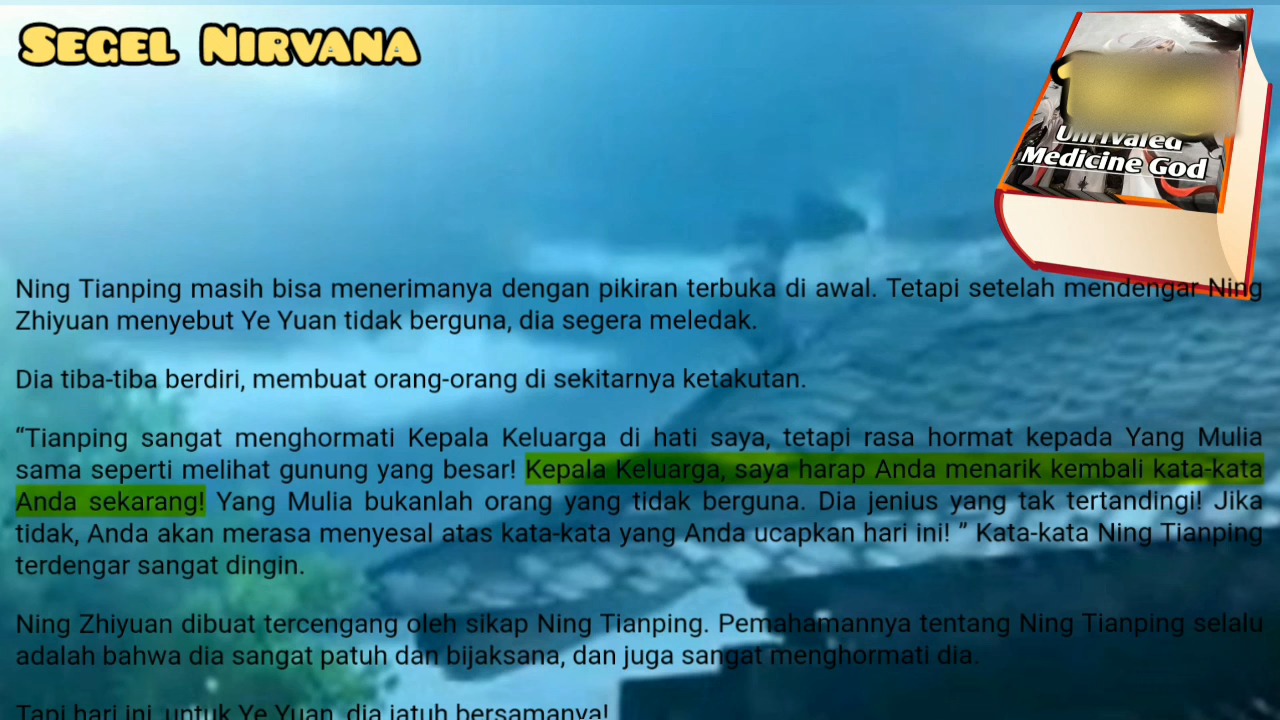 SEGEL NIRVANA
Unrivaled
Medicine God
Ning Tianping masih bisa menerimanya dengan pikiran terbuka di awal. Tetapi setelah mendengar Ning
Zhiyuan menyebut Ye Yuan tidak berguna, dia segera meledak.
Dia tiba-tiba berdiri, membuat orang-orang di sekitarnya ketakutan.
“Tianping sangat menghormati Kepala Keluarga di hati saya, tetapi rasa hormat kepada Yang Mulia
sama seperti melihat gunung yang besar! Kepala Keluarga, saya harap Anda menarik kembali kata-kata
Anda sekarang! Yang Mulia bukanlah orang yang tidak berguna. Dia jenius yang tak tertandingi! Jika
tidak, Anda akan merasa menyesal atas kata-kata yang Anda ucapkan hari ini! ” Kata-kata Ning Tianping
terdengar sangat dingin.
Ning Zhiyuan dibuat tercengang oleh sikap Ning Tianping. Pemahamannya tentang Ning Tianping selalu
adalah bahwa dia sangat patuh dan bijaksana, dan juga sangat menghormati dia.
Tapi hari ini, untuk Ye Yuan, dia jatuh bersamanya!